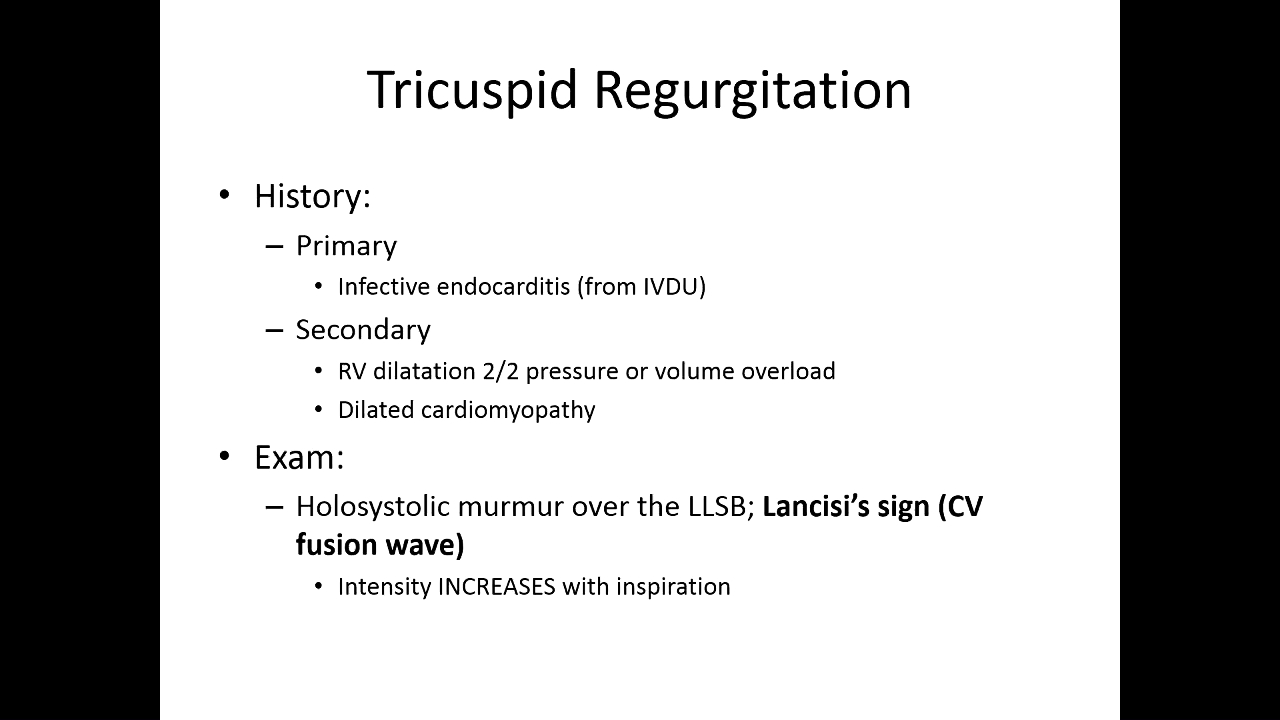 Tricuspid Regurgitation
• History:
– Primary
• Infective endocarditis (from IVDU)
– Secondary
• RV dilatation 2/2 pressure or volume overload
• Dilated cardiomyopathy
• Exam:
– Holosystolic murmur over the LLSB; Lancisi’s sign (CV
fusion wave)
• Intensity INCREASES with inspiration